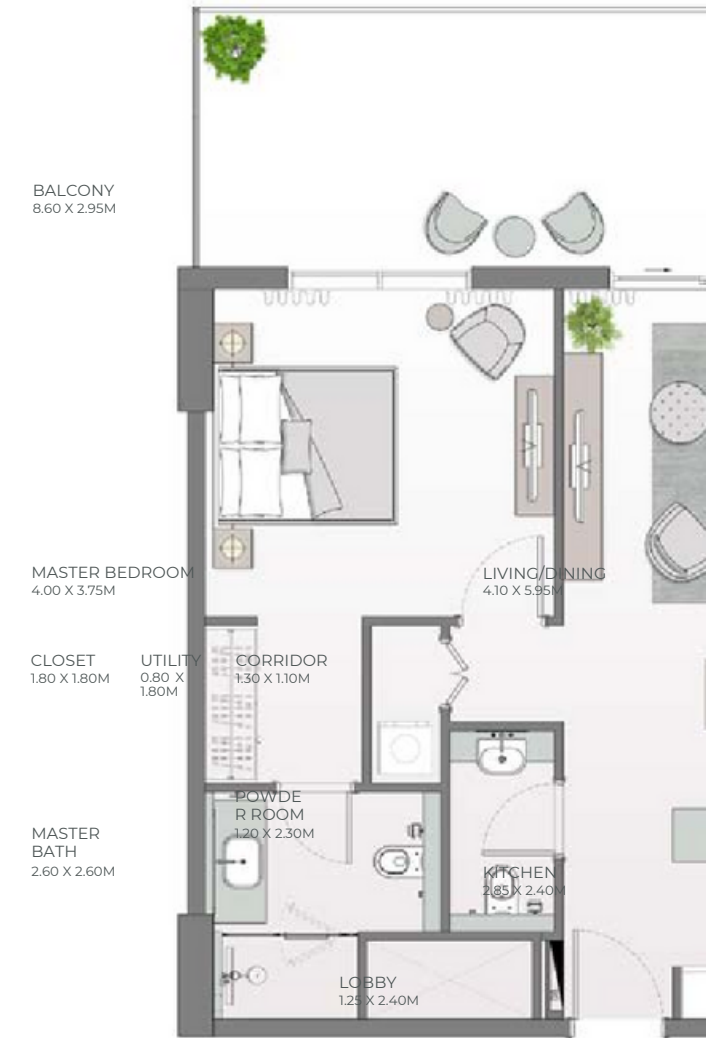 BALCONY
8.60 X 2.95M
MASTER BEDROOM
4.00 X 3.75M
LIVING/DINING
4.10 X 5.95M
CLOSET
1.80 X 1.80M
UTILITY
0.80 X
1.80M
CORRIDOR
1.30 X 1.10M
POWDE
R ROOM
1.20 X 2.30M
MASTER
BATH
2.60 X 2.60M
KITCHEN
2.85 X 2.40M
LOBBY
1.25 X 2.40M